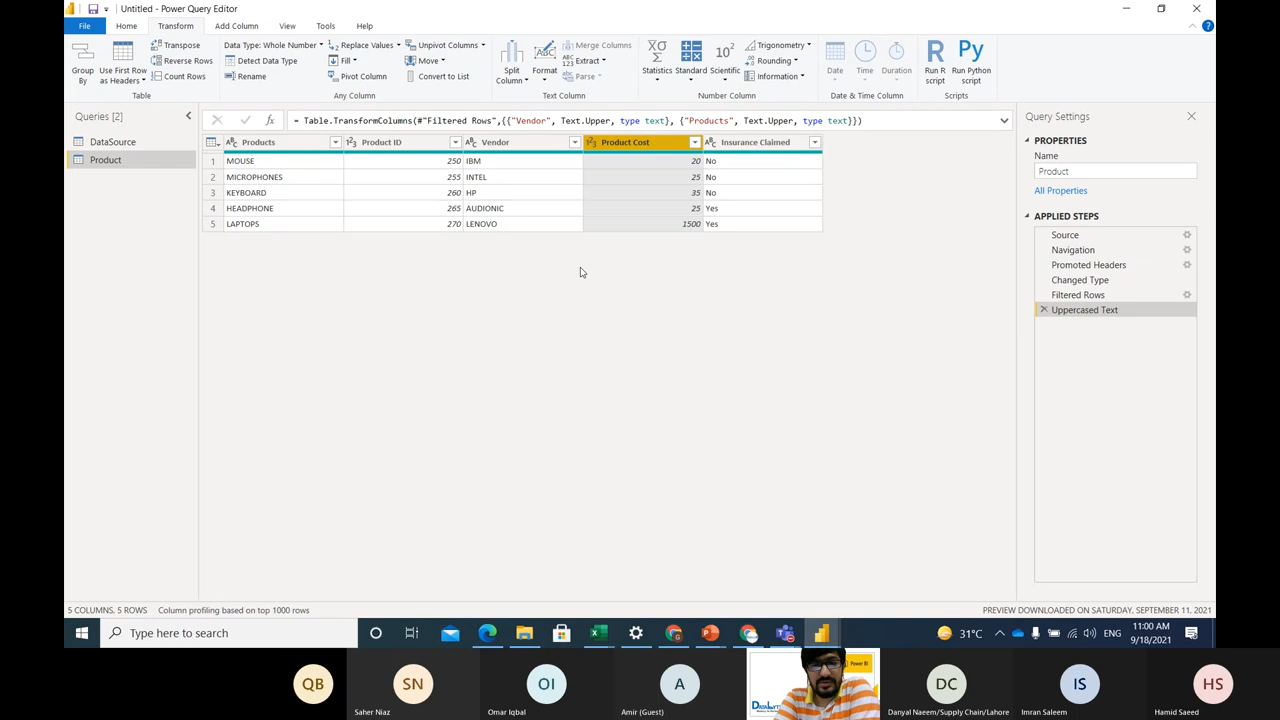 Untitled - Power Query Editor
File Home Transform Add Column View Tools Help
Group By
Use First Row as Headers
Transpose
Reverse Rows
Count Rows
Table
Data Type: Whole Number
Detect Data Type
Rename
Replace Values
Fill
Pivot Column
Unpivot Columns
Move
Convert to List
Any Column
Split Column
Format
Merge Columns
Extract
Parse
Text Column
Statistics
Standard
Scientific
Trigonometry
Rounding
Information
Number Column
Date
Time
Duration
Date & Time Column
Run R script
Run Python script
Scripts
Queries [2]
DataSource
Product
= Table.TransformColumns(#"Filtered Rows",{{"Vendor", Text.Upper, type text}, {"Products", Text.Upper, type text}})
Products Product ID Vendor Product Cost Insurance Claimed
1 MOUSE 250 IBM 20 No
2 MICROPHONES 255 INTEL 25 No
3 KEYBOARD 260 HP 35 No
4 HEADPHONE 265 AUDIONIC 25 Yes
5 LAPTOPS 270 LENOVO 1500 Yes
Query Settings
PROPERTIES
Name
Product
All Properties
APPLIED STEPS
Source
Navigation
Promoted Headers
Changed Type
Filtered Rows
Uppercased Text
5 COLUMNS, 5 ROWS Column profiling based on top 1000 rows PREVIEW DOWNLOADED ON SATURDAY, SEPTEMBER 11, 2021
Type here to search
31°C
ENG
11:00 AM
9/18/2021
QB
SN
Saher Niaz
OI
Omar Iqbal
A
Amir (Guest)
Power BI
DC
Danyal Naeem/Supply Chain/Lahore
IS
Imran Saleem
HS
Hamid Saeed